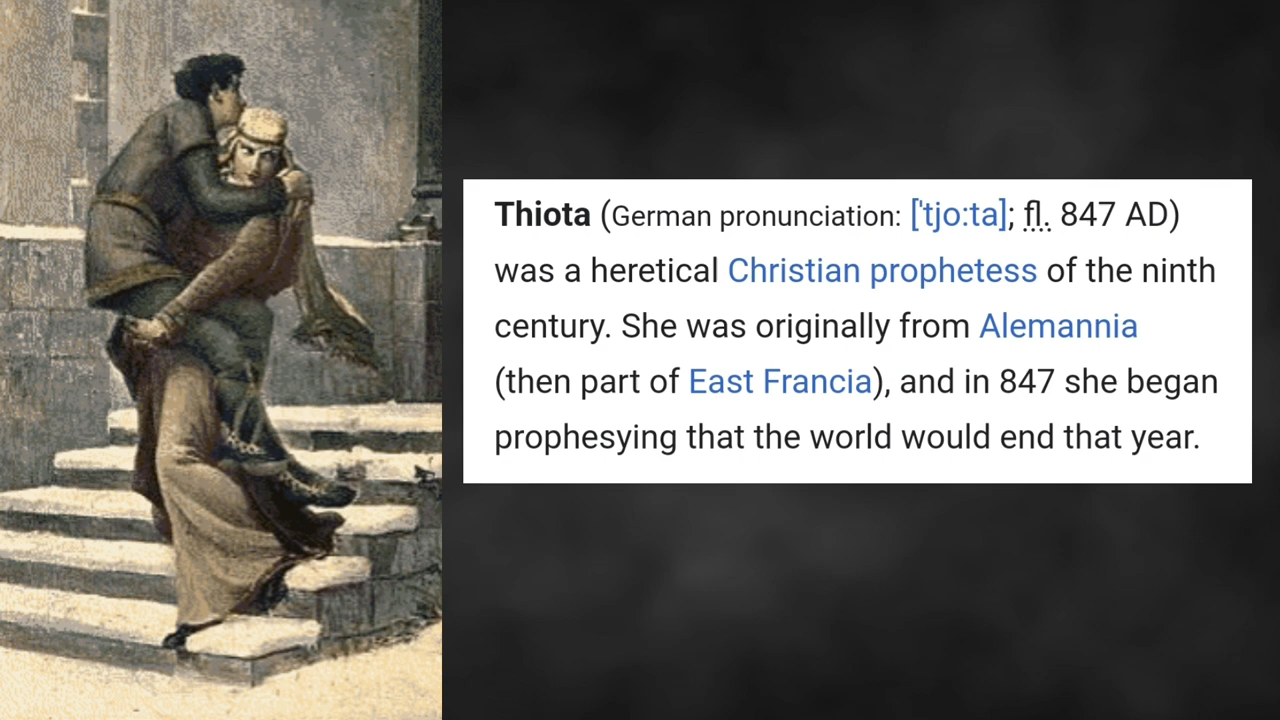 Thiota (German pronunciation: [ˈtjoːta]; fl. 847 AD)
was a heretical Christian prophetess of the ninth
century. She was originally from Alemannia
(then part of East Francia), and in 847 she began
prophesying that the world would end that year.